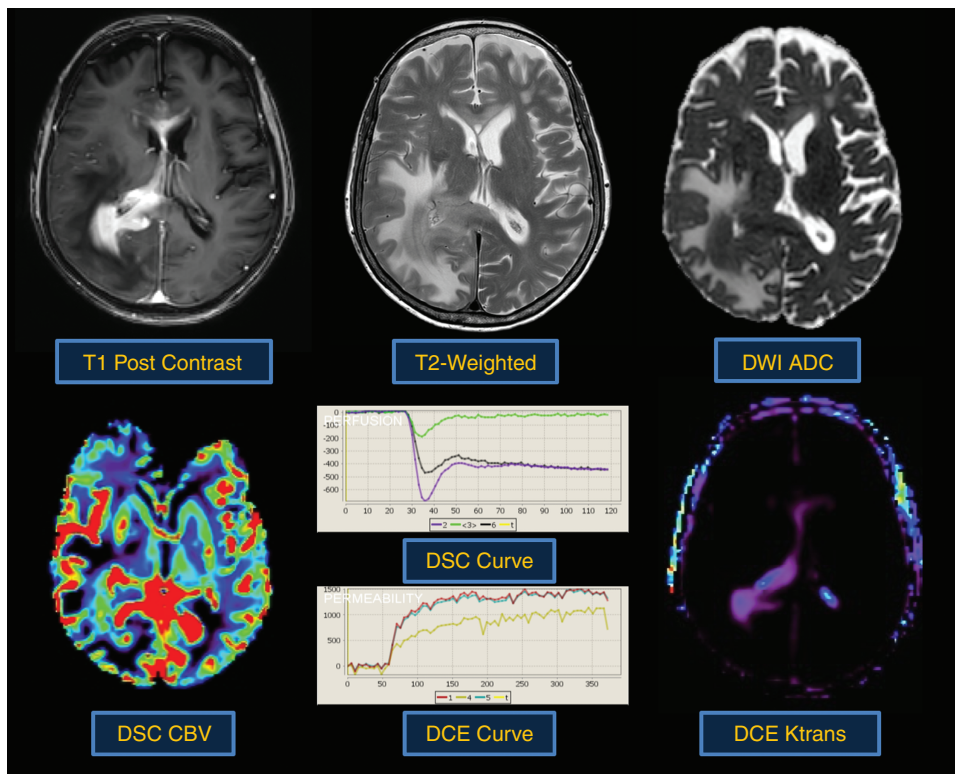 T1 Post Contrast
T2-Weighted
DWI ADC
PERFUSION
0
-100
-200
-300
-400
-500
-600
0 10 20 30 40 50 60 70 80 90 100 110 120
2 <3> 6 t
DSC Curve
PERMEABILITY
1500
1000
500
0
0 50 100 150 200 250 300 350
1 4 5 t
DSC CBV
DCE Curve
DCE Ktrans